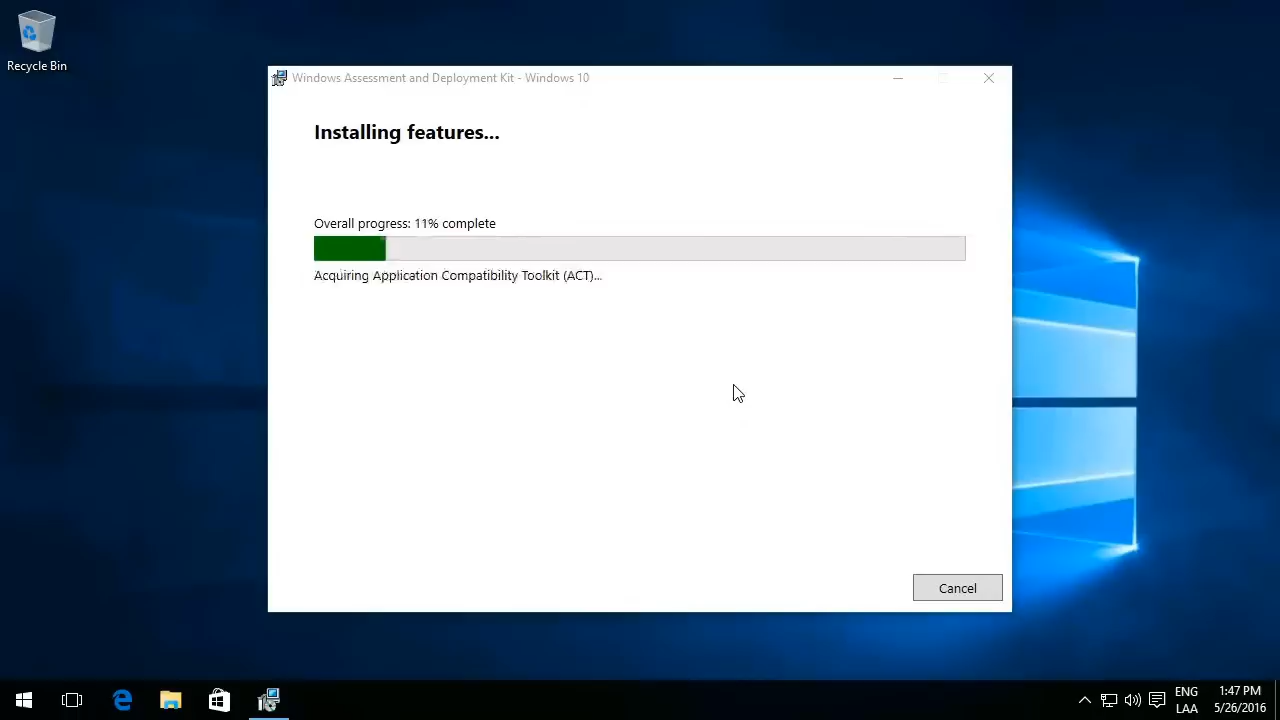 Recycle Bin
Windows Assessment and Deployment Kit - Windows 10
Installing features...
Overall progress: 11% complete
Acquiring Application Compatibility Toolkit (ACT)...
Cancel
ENG
LAA
1:47 PM
5/26/2016